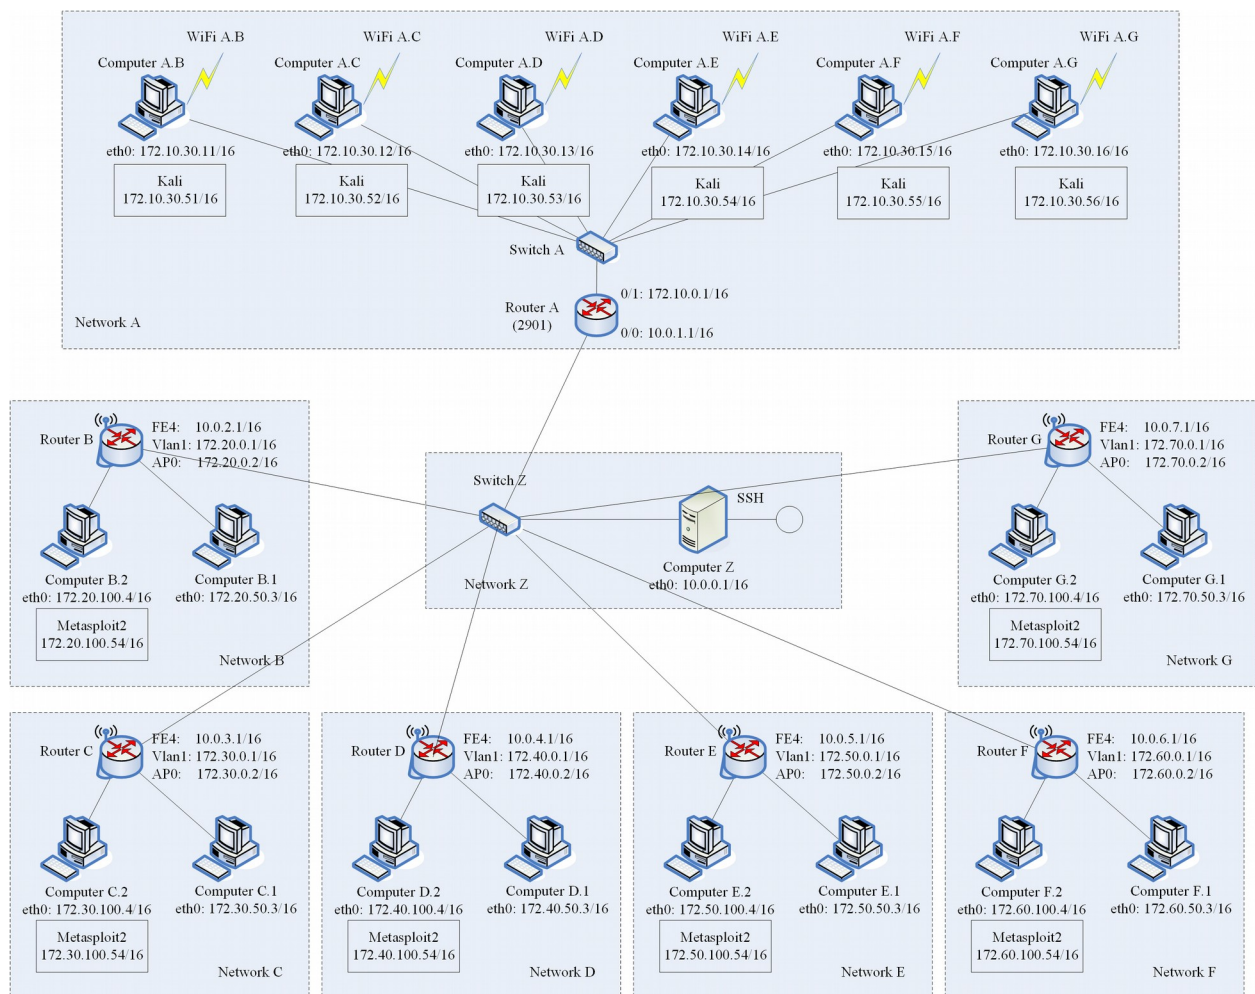 WiFi A.B
WiFi A.C
WiFi A.D
WiFi A.E
WiFi A.F
WiFi A.G
Computer A.B
Computer A.C
Computer A.D
Computer A.E
Computer A.F
Computer A.G
eth0: 172.10.30.11/16
eth0: 172.10.30.12/16
eth0: 172.10.30.13/16
eth0: 172.10.30.14/16
eth0: 172.10.30.15/16
eth0: 172.10.30.16/16
Kali
172.10.30.51/16
Kali
172.10.30.52/16
Kali
172.10.30.53/16
Kali
172.10.30.54/16
Kali
172.10.30.55/16
Kali
172.10.30.56/16
Switch A
0/1: 172.10.0.1/16
Router A
(2901)
0/0: 10.0.1.1/16
Network A
Router B
FE4: 10.0.2.1/16
Vlan1: 172.20.0.1/16
AP0: 172.20.0.2/16
Computer B.2
eth0: 172.20.100.4/16
Computer B.1
eth0: 172.20.50.3/16
Metasploit2
172.20.100.54/16
Network B
Switch Z
SSH
Computer Z
eth0: 10.0.0.1/16
Network Z
Router G
FE4: 10.0.7.1/16
Vlan1: 172.70.0.1/16
AP0: 172.70.0.2/16
Computer G.2
eth0: 172.70.100.4/16
Computer G.1
eth0: 172.70.50.3/16
Metasploit2
172.70.100.54/16
Network G
Router C
FE4: 10.0.3.1/16
Vlan1: 172.30.0.1/16
AP0: 172.30.0.2/16
Computer C.2
eth0: 172.30.100.4/16
Computer C.1
eth0: 172.30.50.3/16
Metasploit2
172.30.100.54/16
Network C
Router D
FE4: 10.0.4.1/16
Vlan1: 172.40.0.1/16
AP0: 172.40.0.2/16
Computer D.2
eth0: 172.40.100.4/16
Computer D.1
eth0: 172.40.50.3/16
Metasploit2
172.40.100.54/16
Network D
Router E
FE4: 10.0.5.1/16
Vlan1: 172.50.0.1/16
AP0: 172.50.0.2/16
Computer E.2
eth0: 172.50.100.4/16
Computer E.1
eth0: 172.50.50.3/16
Metasploit2
172.50.100.54/16
Network E
Router F
FE4: 10.0.6.1/16
Vlan1: 172.60.0.1/16
AP0: 172.60.0.2/16
Computer F.2
eth0: 172.60.100.4/16
Computer F.1
eth0: 172.60.50.3/16
Metasploit2
172.60.100.54/16
Network F